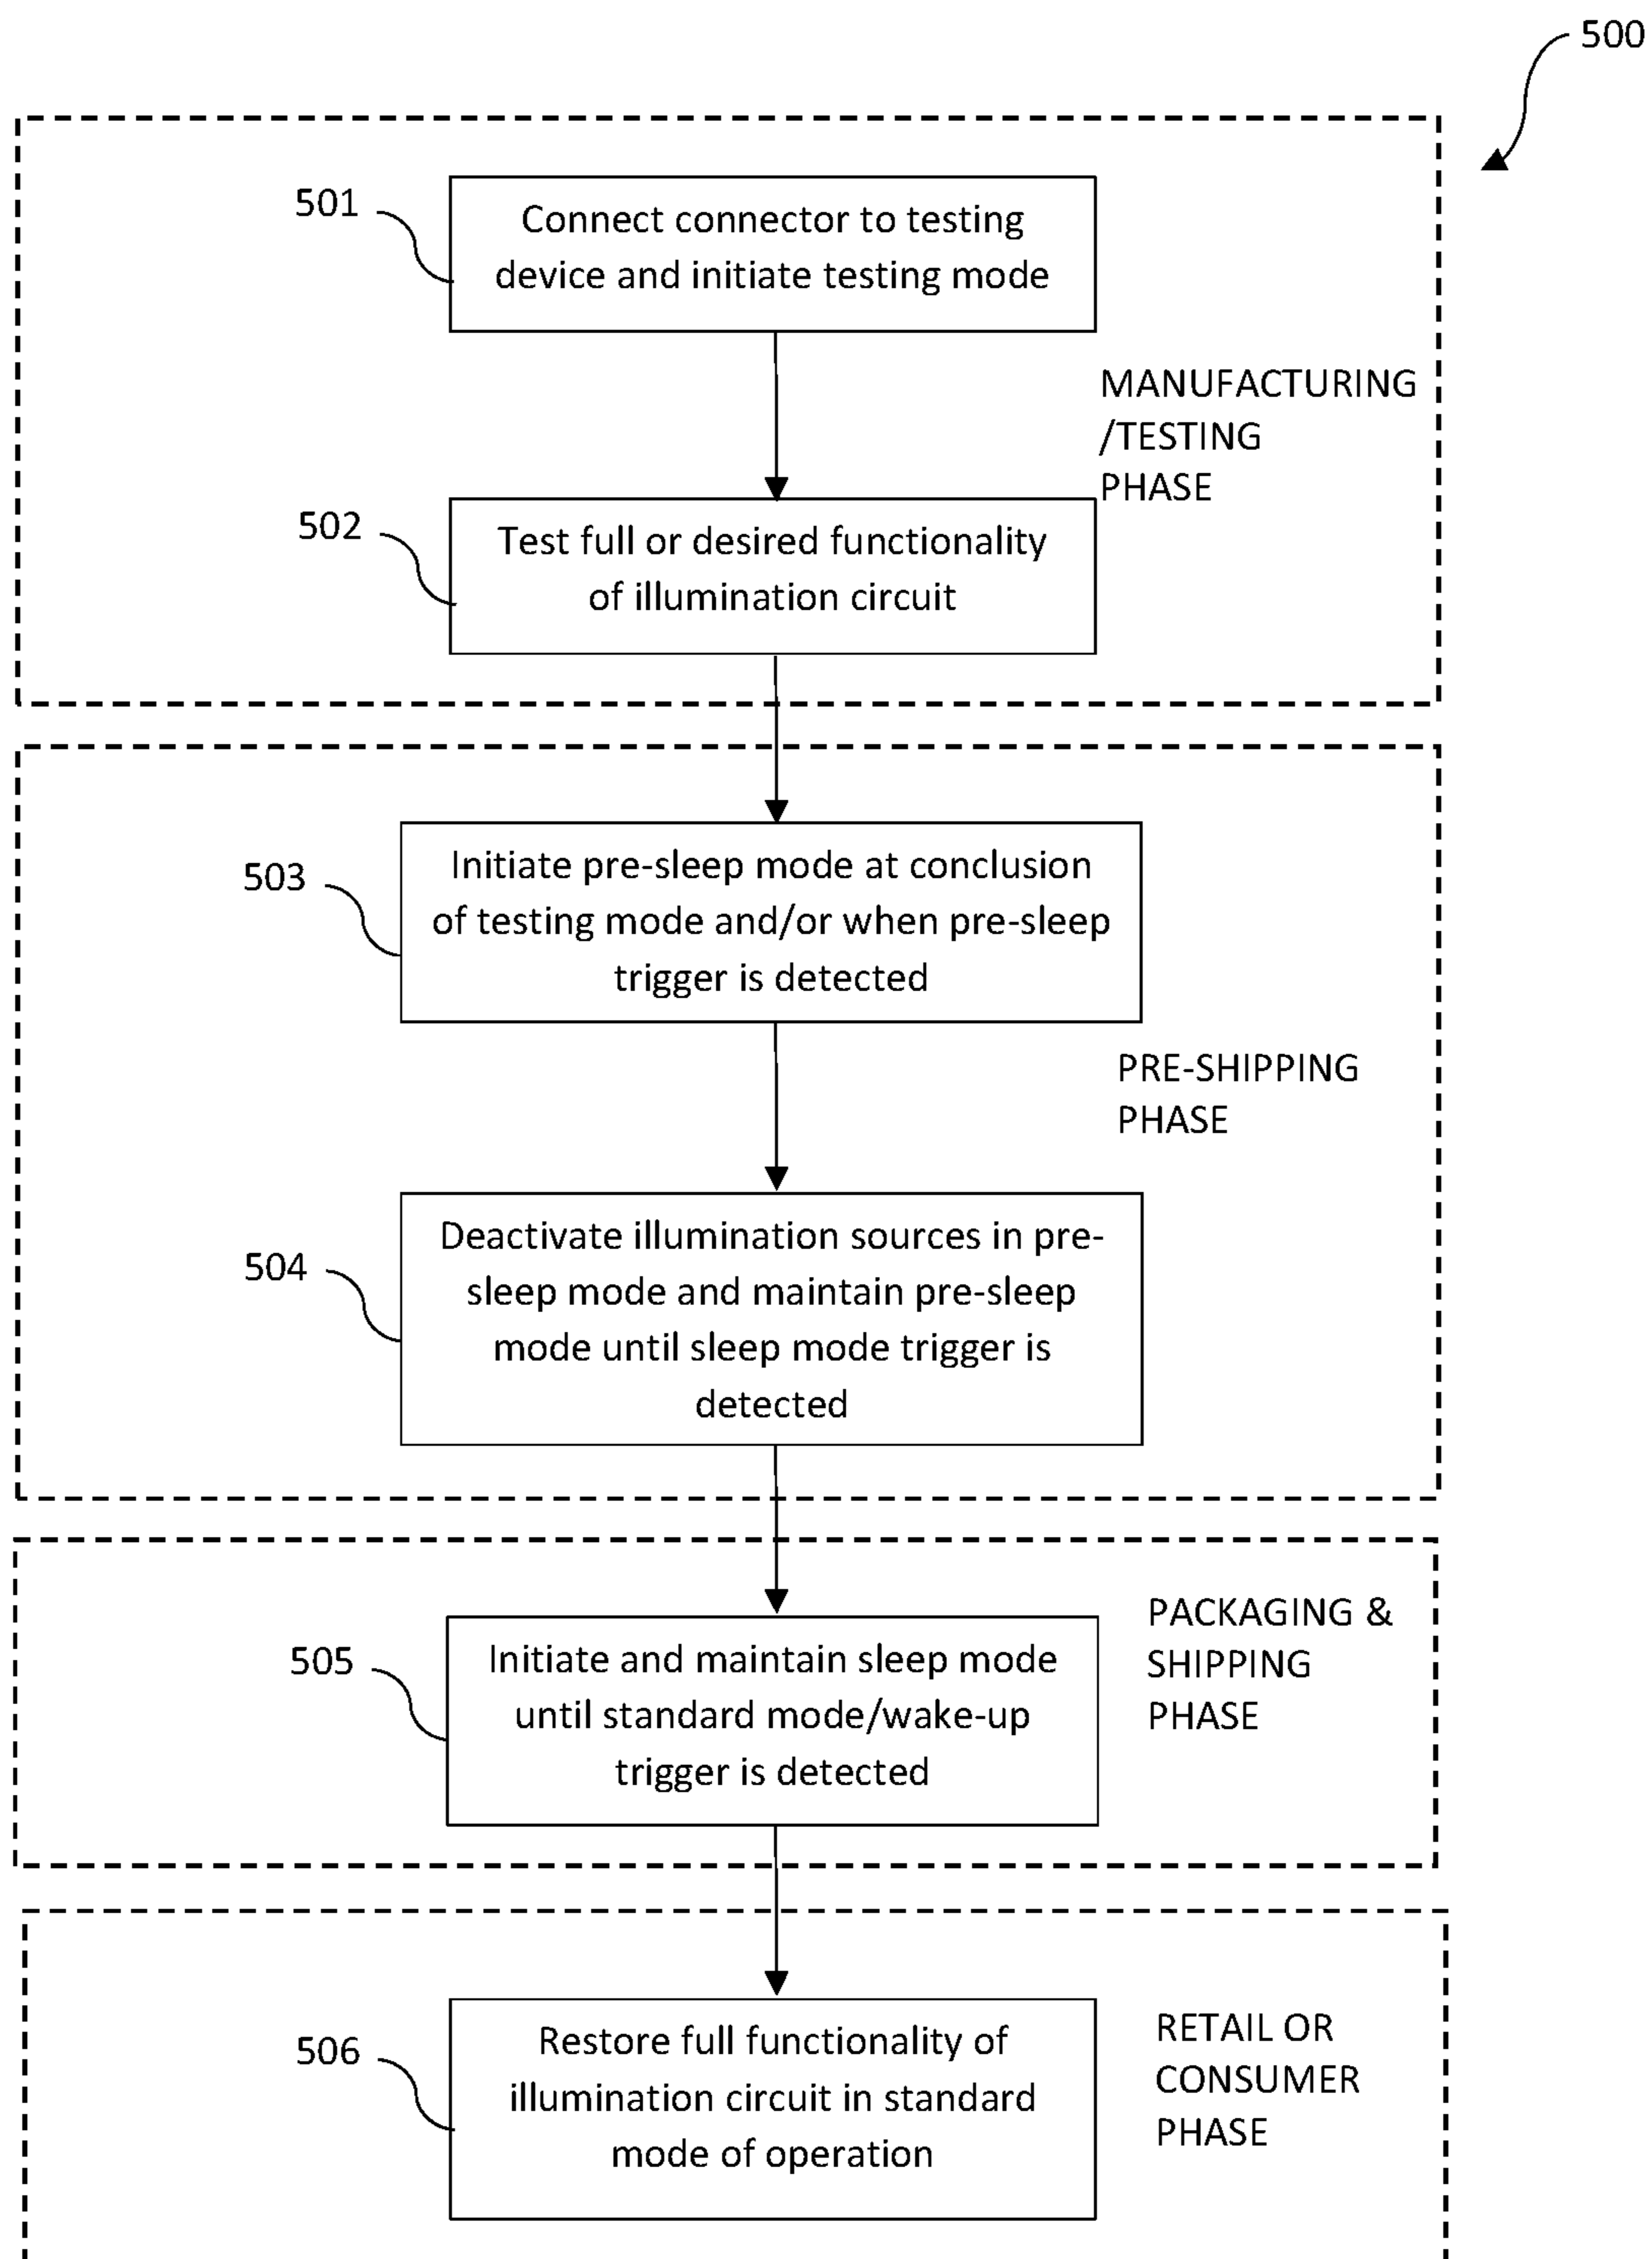 500
501
Connect connector to testing
device and initiate testing mode
MANUFACTURING
/TESTING
PHASE
502
Test full or desired functionality
of illumination circuit
503
Initiate pre-sleep mode at conclusion
of testing mode and/or when pre-sleep
trigger is detected
PRE-SHIPPING
PHASE
504
Deactivate illumination sources in pre-
sleep mode and maintain pre-sleep
mode until sleep mode trigger is
detected
PACKAGING &
SHIPPING
PHASE
505
Initiate and maintain sleep mode
until standard mode/wake-up
trigger is detected
RETAIL OR
CONSUMER
PHASE
506
Restore full functionality of
illumination circuit in standard
mode of operation